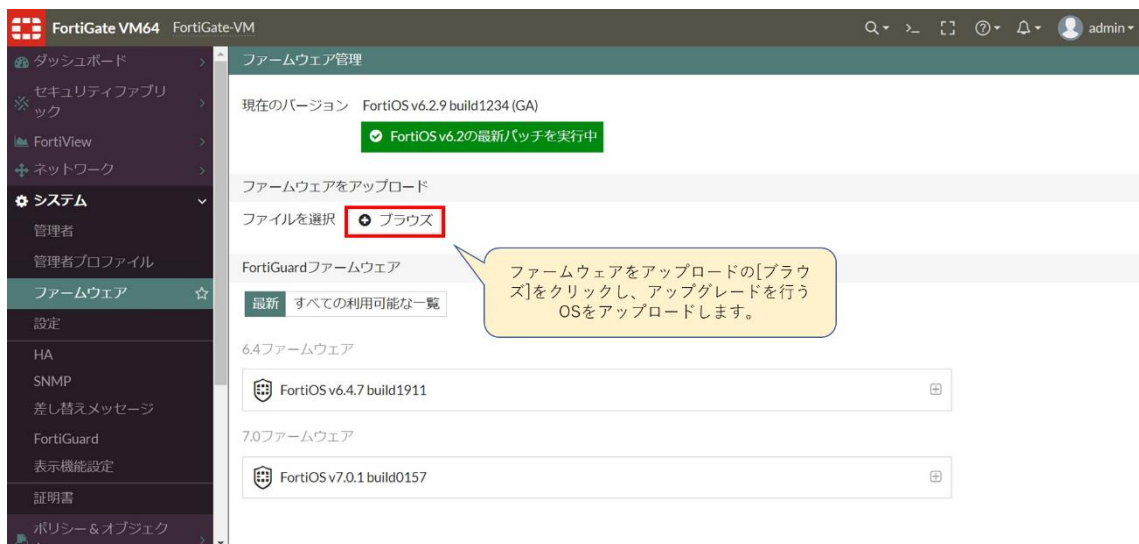 FortiGate VM64 FortiGate-VM
admin
ダッシュボード
セキュリティファブリ
ック
FortiView
ネットワーク
システム
管理者
管理者プロファイル
ファームウェア
設定
HA
SNMP
差し替えメッセージ
FortiGuard
表示機能設定
証明書
ポリシー＆オブジェク
ファームウェア管理
現在のバージョン FortiOS v6.2.9 build1234 (GA)
FortiOS v6.2の最新パッチを実行中
ファームウェアをアップロード
ファイルを選択 ブラウズ
FortiGuardファームウェア
最新 すべての利用可能な一覧
ファームウェアをアップロードの[ブラウ
ズ]をクリックし、アップグレードを行う
OSをアップロードします。
6.4ファームウェア
FortiOS v6.4.7 build1911
7.0ファームウェア
FortiOS v7.0.1 build0157